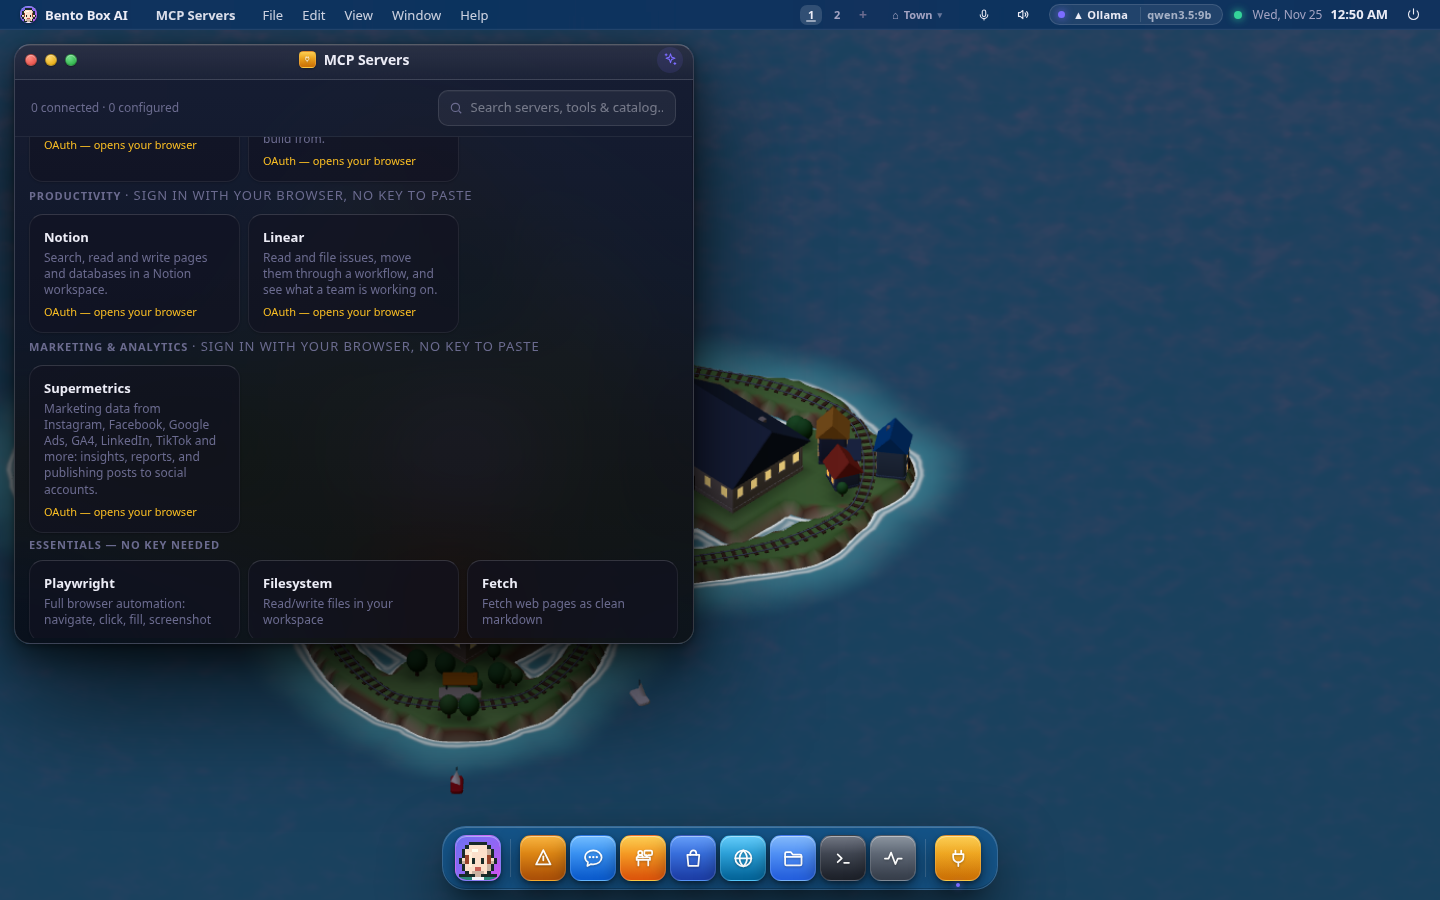 Bento Box AI MCP Servers File Edit View Window Help 1 2 + Town Ollama qwen3.5:9b Wed, Nov 25 12:50 AM
MCP Servers
0 connected · 0 configured
Search servers, tools & catalog..
build from.
OAuth — opens your browser
OAuth — opens your browser
PRODUCTIVITY · SIGN IN WITH YOUR BROWSER, NO KEY TO PASTE
Notion
Search, read and write pages
and databases in a Notion
workspace.
OAuth — opens your browser
Linear
Read and file issues, move
them through a workflow, and
see what a team is working on.
OAuth — opens your browser
MARKETING & ANALYTICS · SIGN IN WITH YOUR BROWSER, NO KEY TO PASTE
Supermetrics
Marketing data from
Instagram, Facebook, Google
Ads, GA4, LinkedIn, TikTok and
more: insights, reports, and
publishing posts to social
accounts.
OAuth — opens your browser
ESSENTIALS — NO KEY NEEDED
Playwright
Full browser automation:
navigate, click, fill, screenshot
Filesystem
Read/write files in your
workspace
Fetch
Fetch web pages as clean
markdown